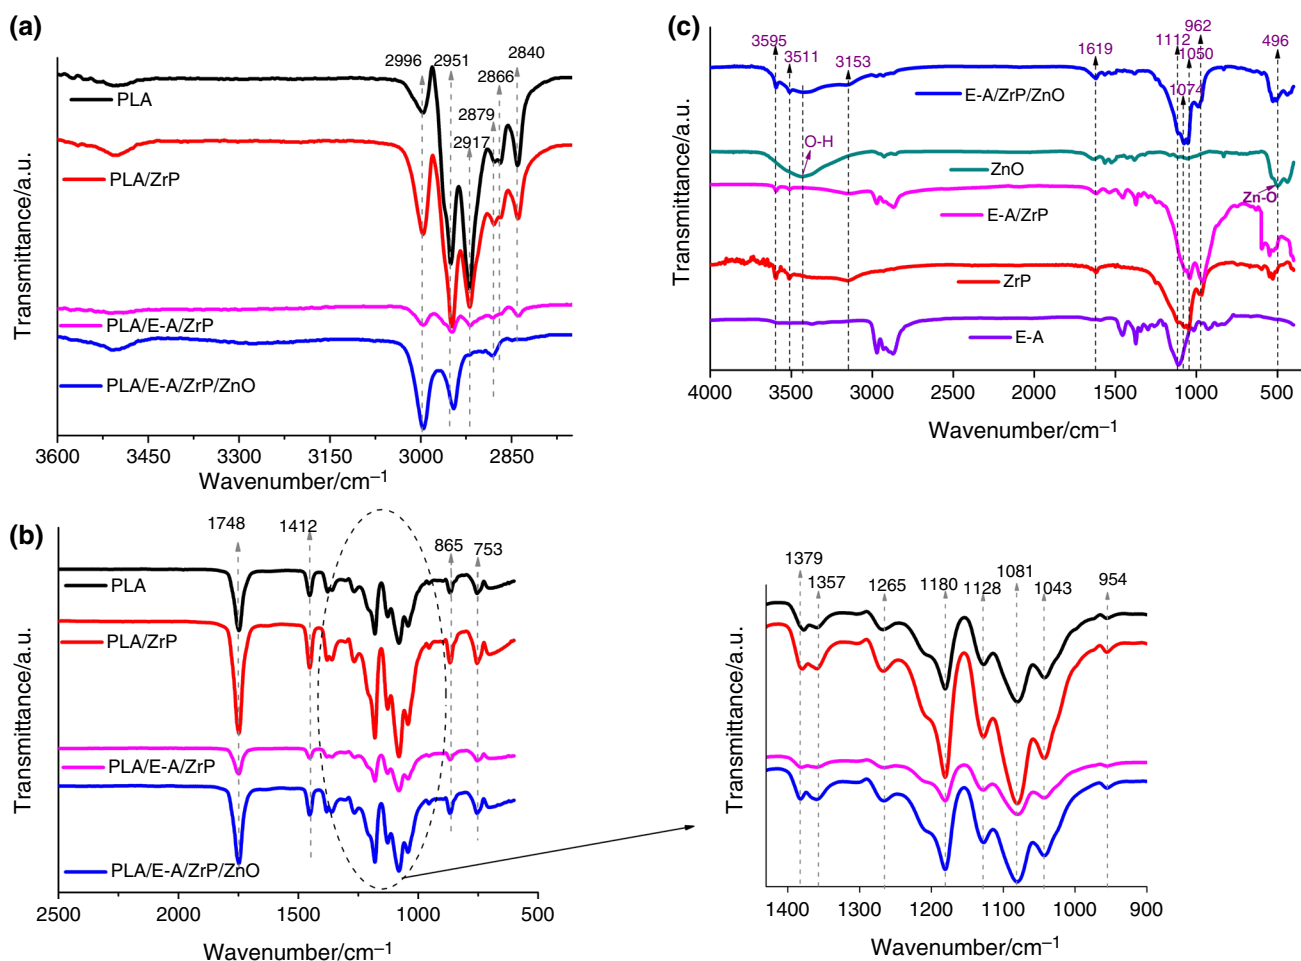 (a)
2996
2951
2840
2866
2879
2917
PLA
PLA/ZrP
PLA/E-A/ZrP
PLA/E-A/ZrP/ZnO
Transmittance/a.u.
3600
3450
3300
3150
3000
2850
Wavenumber/cm⁻¹
(c)
3595
3511
3153
1619
1112
962
1050
1074
496
E-A/ZrP/ZnO
O-H
ZnO
Zn-O
E-A/ZrP
ZrP
E-A
Transmittance/a.u.
4000
3500
3000
2500
2000
1500
1000
500
Wavenumber/cm⁻¹
(b)
1748
1412
865
753
PLA
PLA/ZrP
PLA/E-A/ZrP
PLA/E-A/ZrP/ZnO
Transmittance/a.u.
2500
2000
1500
1000
500
Wavenumber/cm⁻¹
1379
1357
1265
1180
1128
1081
1043
954
Transmittance/a.u.
1400
1300
1200
1100
1000
900
Wavenumber/cm⁻¹